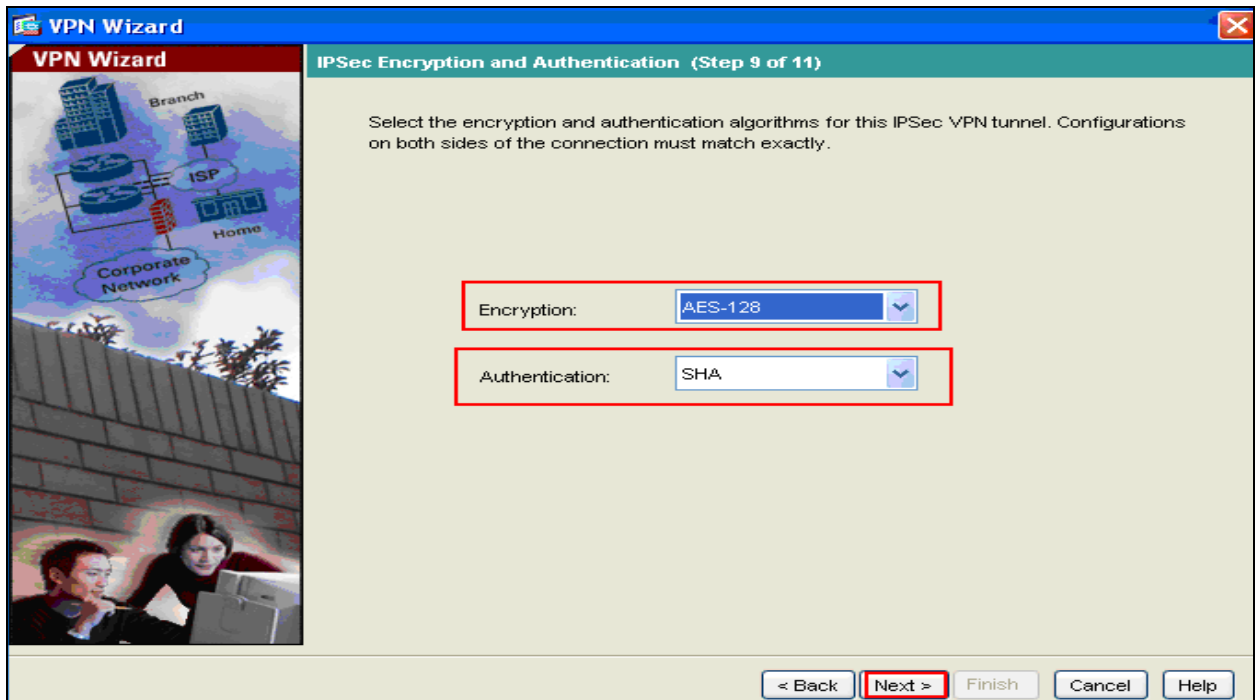 VPN Wizard
VPN Wizard
Branch
ISP
Home
Corporate
Network
IPSec Encryption and Authentication (Step 9 of 11)
Select the encryption and authentication algorithms for this IPSec VPN tunnel. Configurations
on both sides of the connection must match exactly.
Encryption: AES-128
Authentication: SHA
< Back Next > Finish Cancel Help